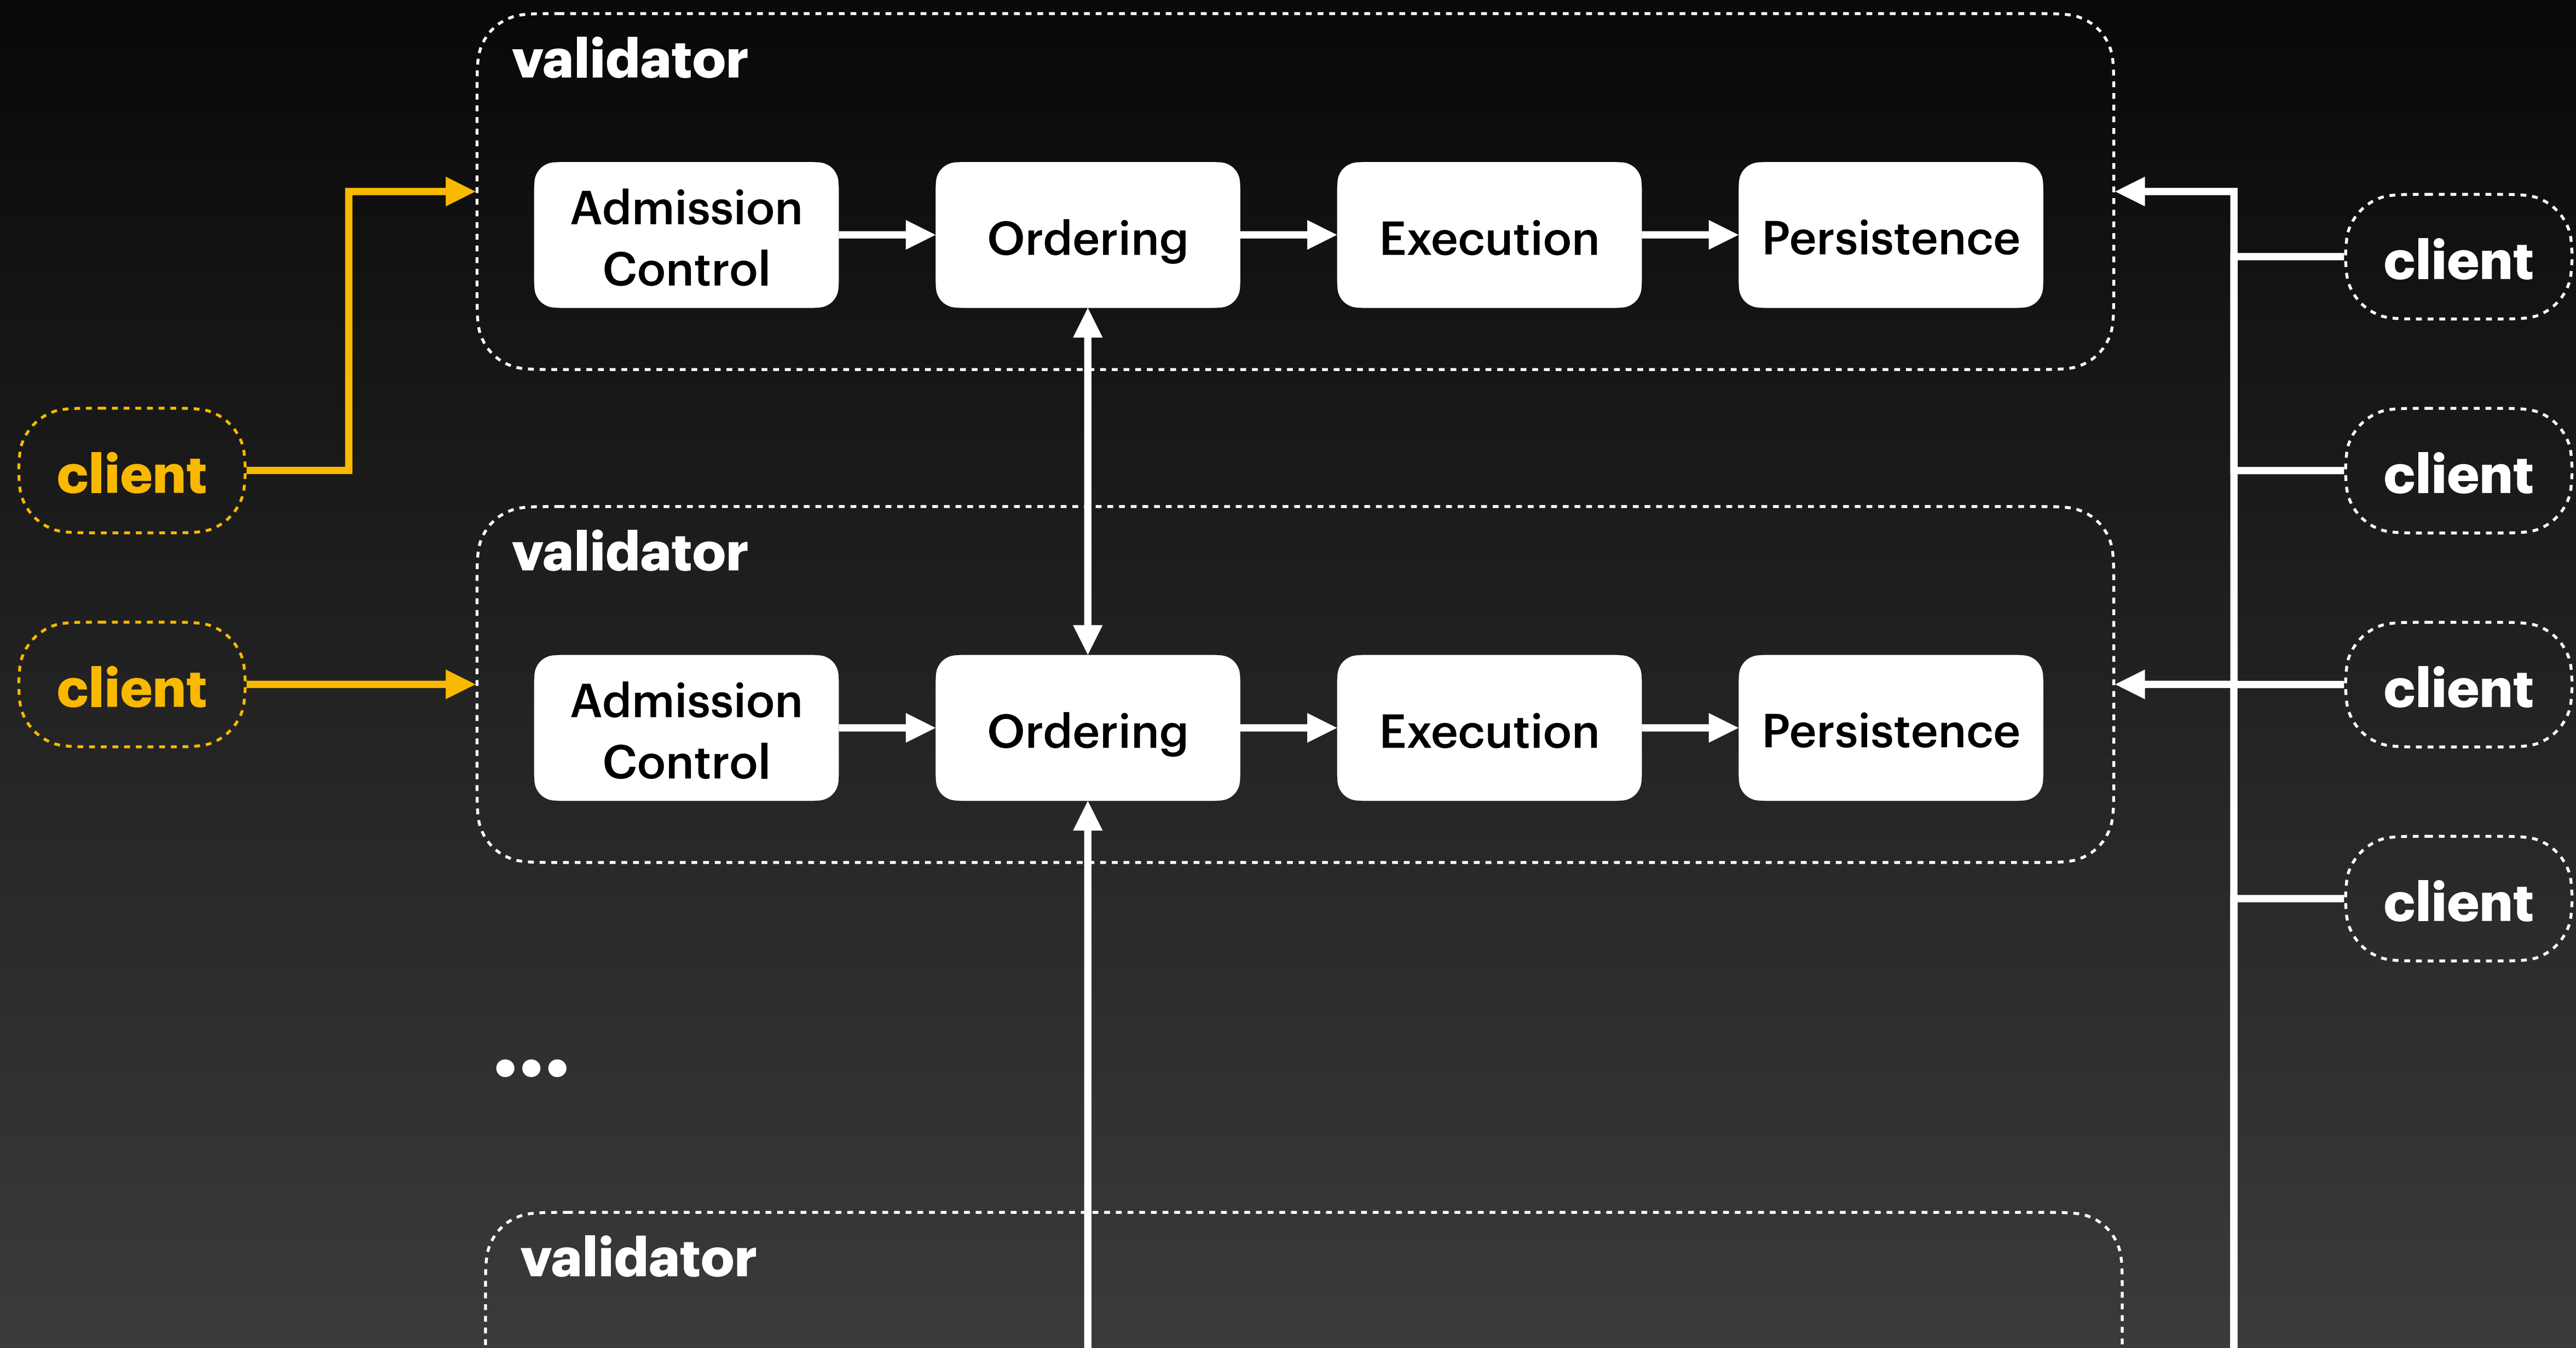 validator
Admission
Control
Ordering
Execution
Persistence
client
client
client
client
validator
Admission
Control
Ordering
Execution
Persistence
client
client
...
client
validator